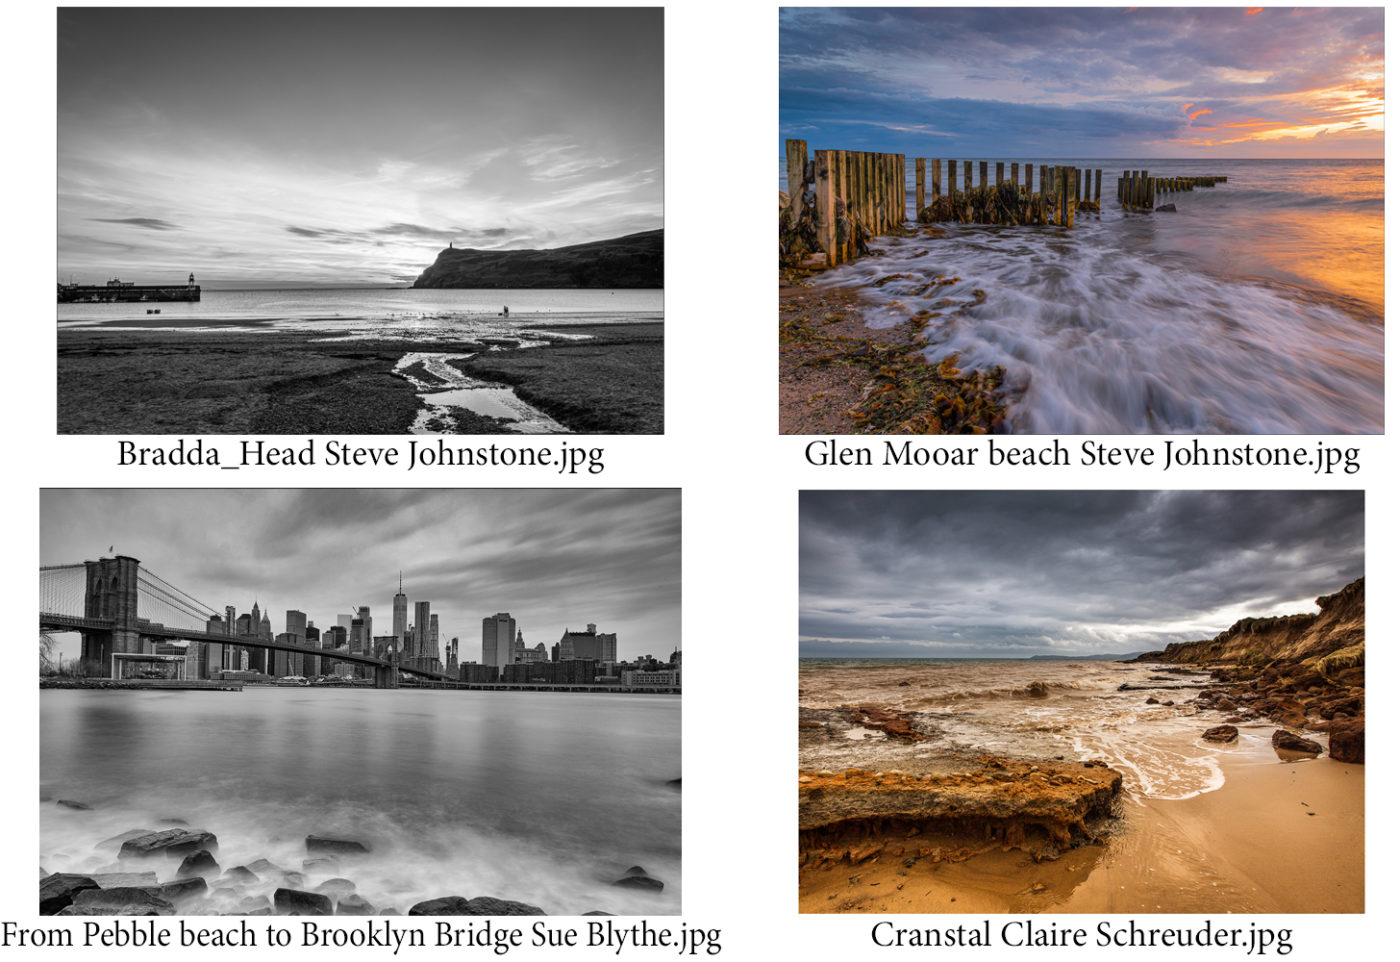 Bradda_Head Steve Johnstone.jpg
Glen Mooar beach Steve Johnstone.jpg
From Pebble beach to Brooklyn Bridge Sue Blythe.jpg
Cranstal Claire Schreuder.jpg